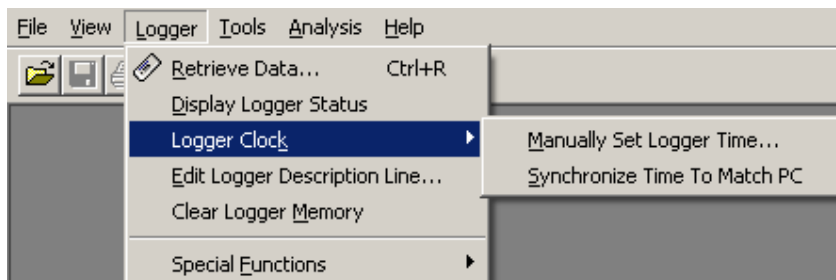 File View Logger Tools Analysis Help
Retrieve Data... Ctrl+R
Display Logger Status
Logger Clock
Manually Set Logger Time...
Edit Logger Description Line...
Synchronize Time To Match PC
Clear Logger Memory
Special Functions